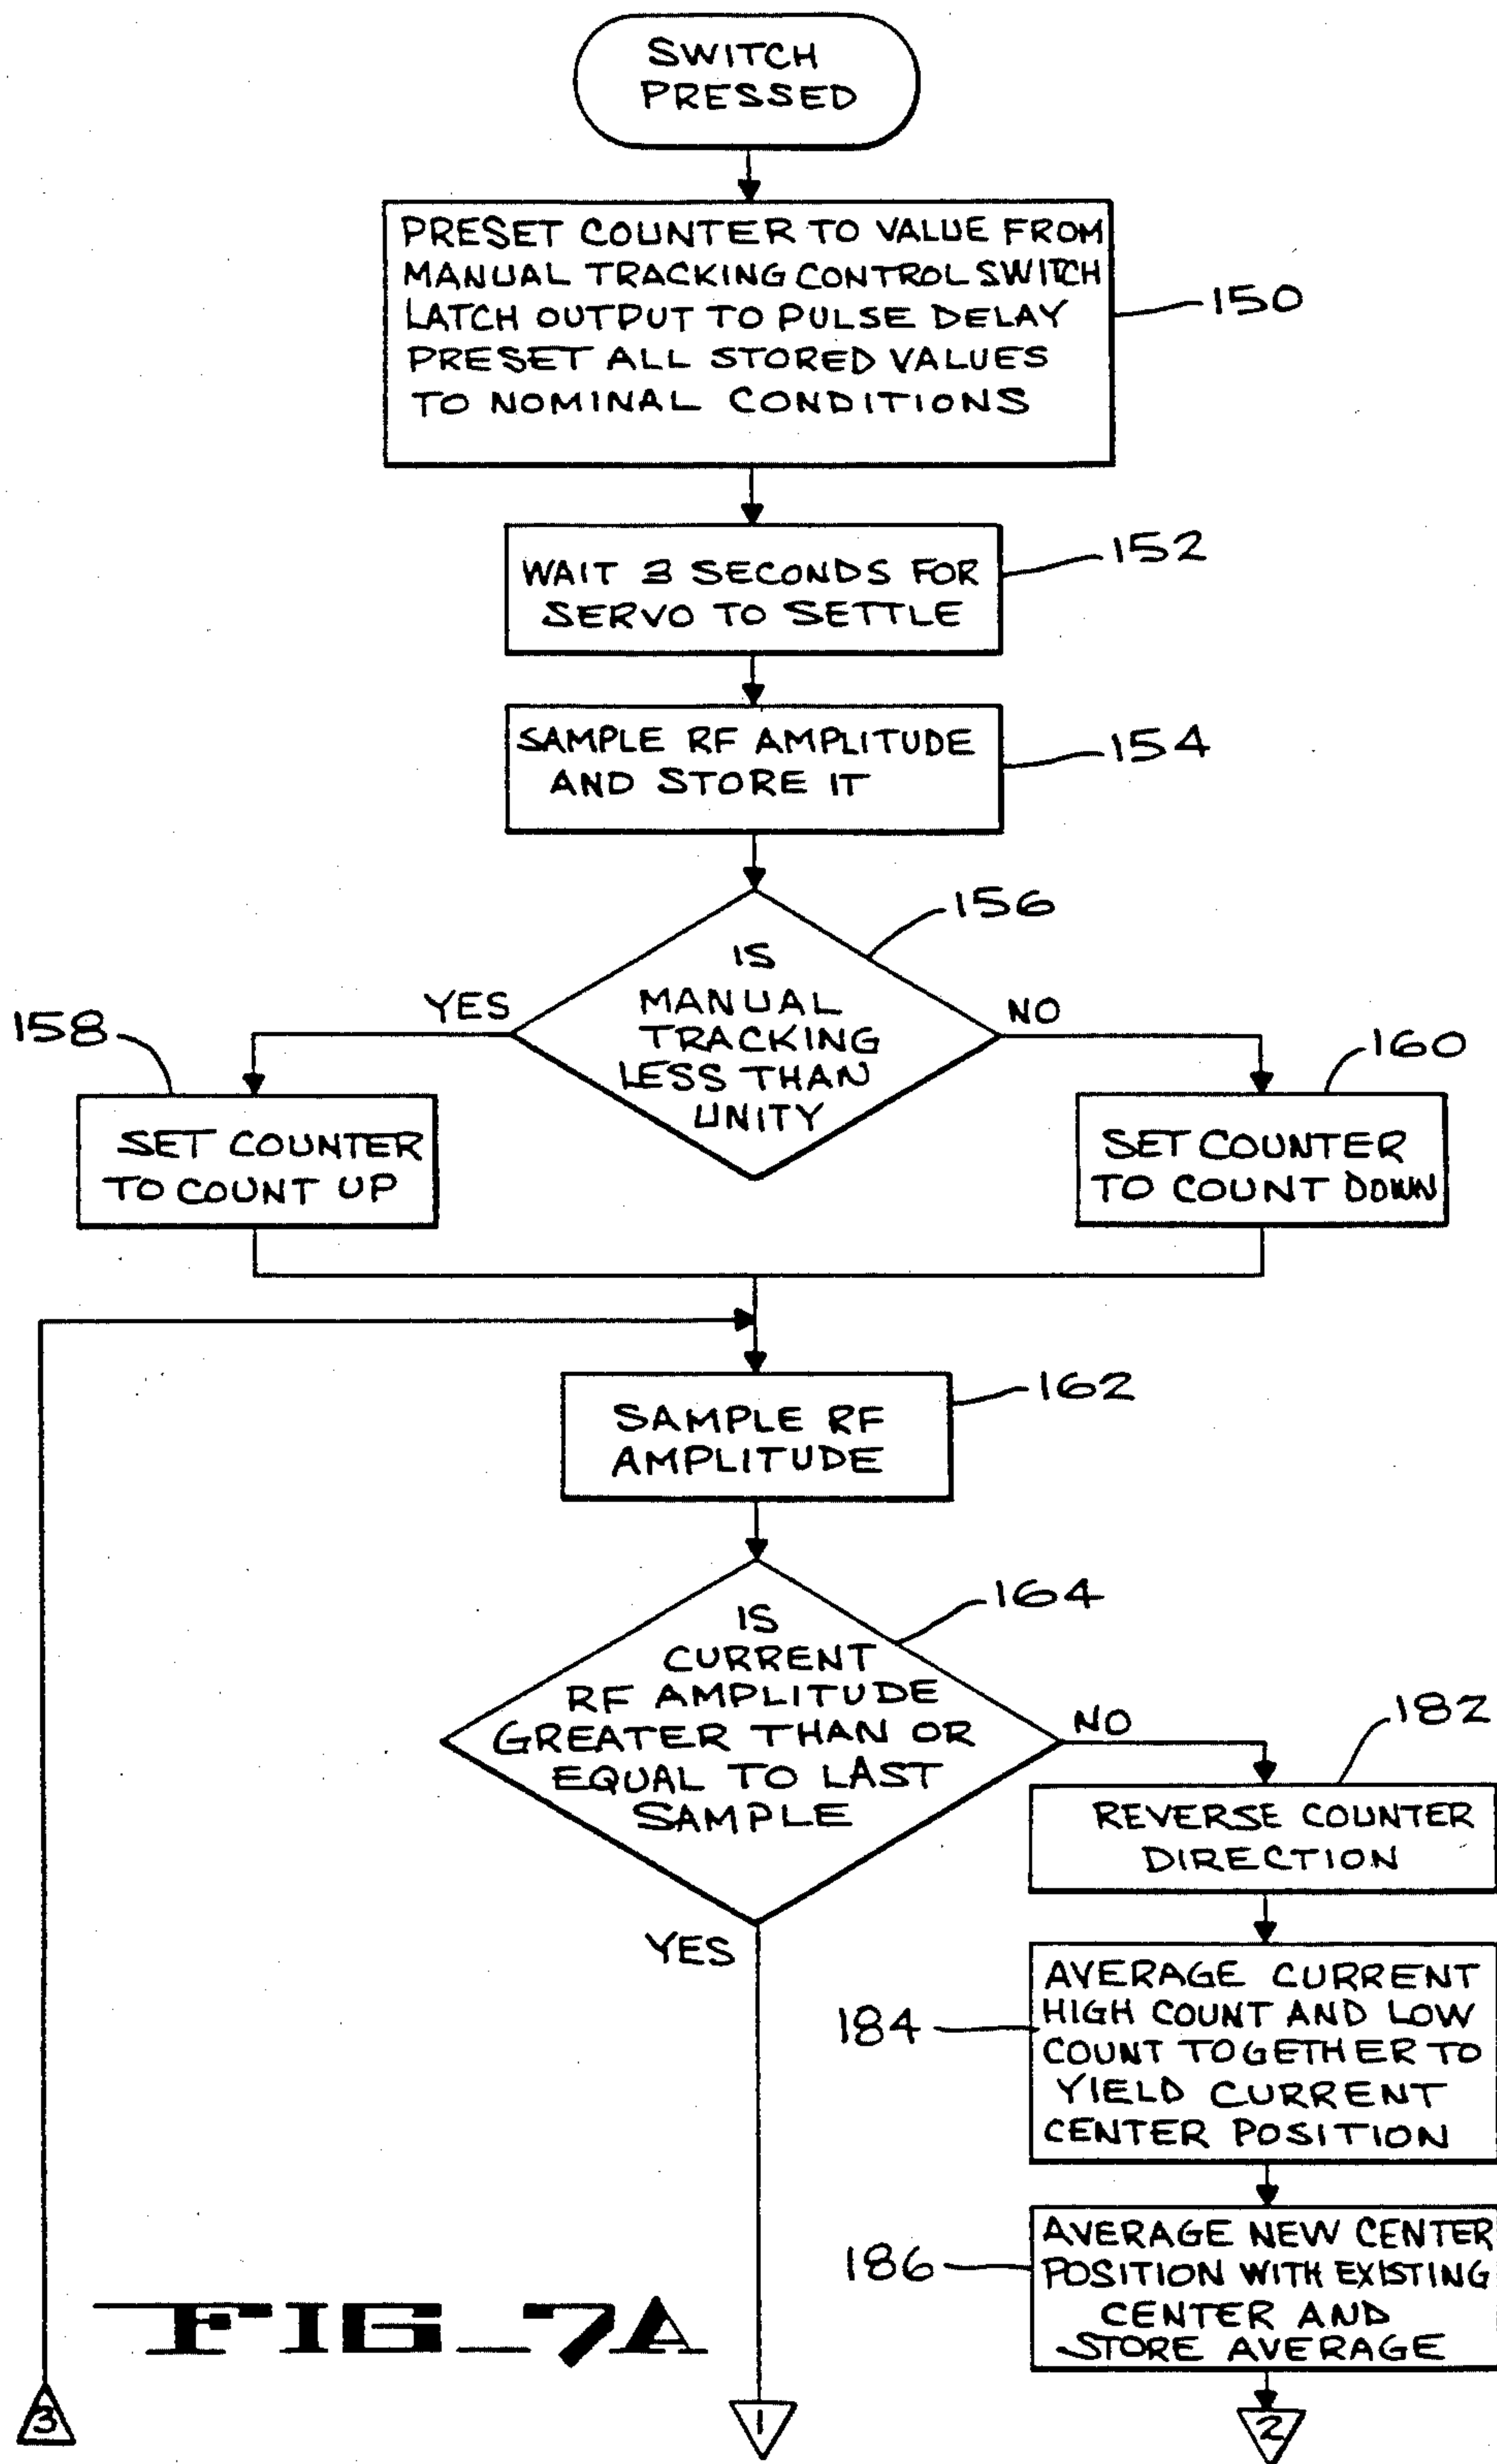 SWITCH
PRESSED
PRESET COUNTER TO VALUE FROM
MANUAL TRACKING CONTROL SWITCH
LATCH OUTPUT TO PULSE DELAY
PRESET ALL STORED VALUES
TO NOMINAL CONDITIONS
150
WAIT 3 SECONDS FOR
SERVO TO SETTLE
152
SAMPLE RF AMPLITUDE
AND STORE IT
154
156
IS
MANUAL
TRACKING
LESS THAN
UNITY
YES
NO
158
SET COUNTER
TO COUNT UP
160
SET COUNTER
TO COUNT DOWN
162
SAMPLE RF
AMPLITUDE
164
IS
CURRENT
RF AMPLITUDE
GREATER THAN OR
EQUAL TO LAST
SAMPLE
NO
YES
182
REVERSE COUNTER
DIRECTION
184
AVERAGE CURRENT
HIGH COUNT AND LOW
COUNT TOGETHER TO
YIELD CURRENT
CENTER POSITION
186
AVERAGE NEW CENTER
POSITION WITH EXISTING
CENTER AND
STORE AVERAGE
FIG_7A
3
1
2